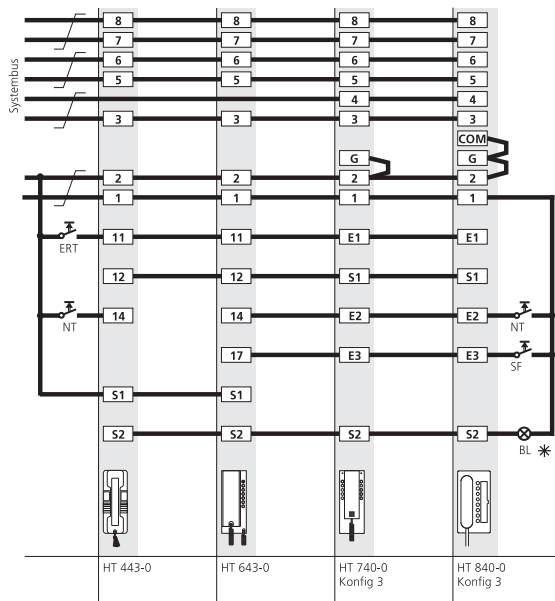 8 8 8 8
7 7 7 7
6 6 6 6
5 5 5 5
4 4
3 3 3 3
Systembus
COM
G G
2 2 2 2
1 1 1 1
11 11 E1 E1
ERT
12 12 S1 S1
14 14 E2 E2
NT NT
17 E3 E3
SF
S1 S1
S2 S2 S2 S2
BL *
HT 443-0 HT 643-0 HT 740-0 HT 840-0
Konfig 3 Konfig 3